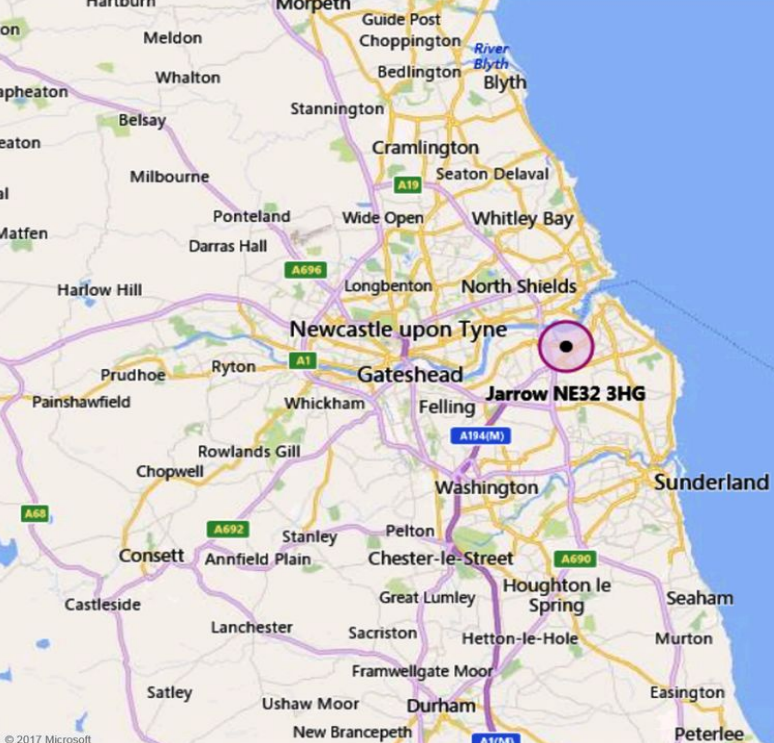 Hartburn
Morpeth
Guide Post
Choppington
Meldon
River
Blyth
Bedlington
Blyth
Whalton
Stannington
Belsay
Cramlington
Milbourne
A19
Seaton Delaval
Ponteland
Wide Open
Whitley Bay
Matfen
Darras Hall
A696
Longbenton
North Shields
Harlow Hill
Newcastle upon Tyne
A1
Ryton
Prudhoe
Gateshead
Jarrow NE32 3HG
Painshawfield
Whickham
Felling
A194(M)
Rowlands Gill
Chopwell
Washington
Sunderland
A68
A692
Stanley
Pelton
Consett
Annfield Plain
Chester-le-Street
A690
Houghton le
Spring
Castleside
Great Lumley
Seaham
Lanchester
Sacriston
Hetton-le-Hole
Murton
Framwellgate Moor
Satley
Ushaw Moor
Durham
Easington
New Brancepeth
A1(M)
Peterlee
© 2017 Microsoft